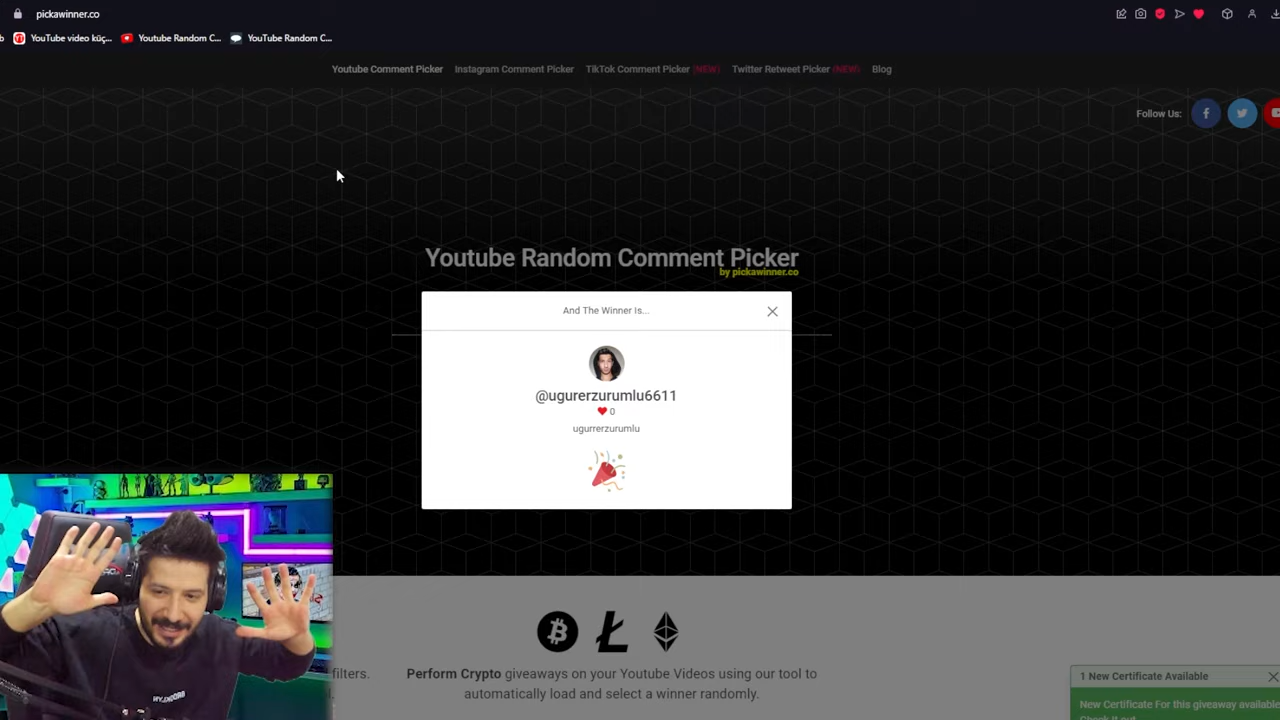 pickawinner.co
YouTube video küç...
Youtube Random C...
YouTube Random C...
Youtube Comment Picker
Instagram Comment Picker
TikTok Comment Picker (NEW)
Twitter Retweet Picker (NEW)
Blog
Follow Us:
Youtube Random Comment Picker
by pickawinner.co
And The Winner Is...
@ugurerzurumlu6611
0
ugurrerzurumlu
filters.
Perform Crypto giveaways on your Youtube Videos using our tool to
automatically load and select a winner randomly.
1 New Certificate Available
New Certificate For this giveaway available
Check It out